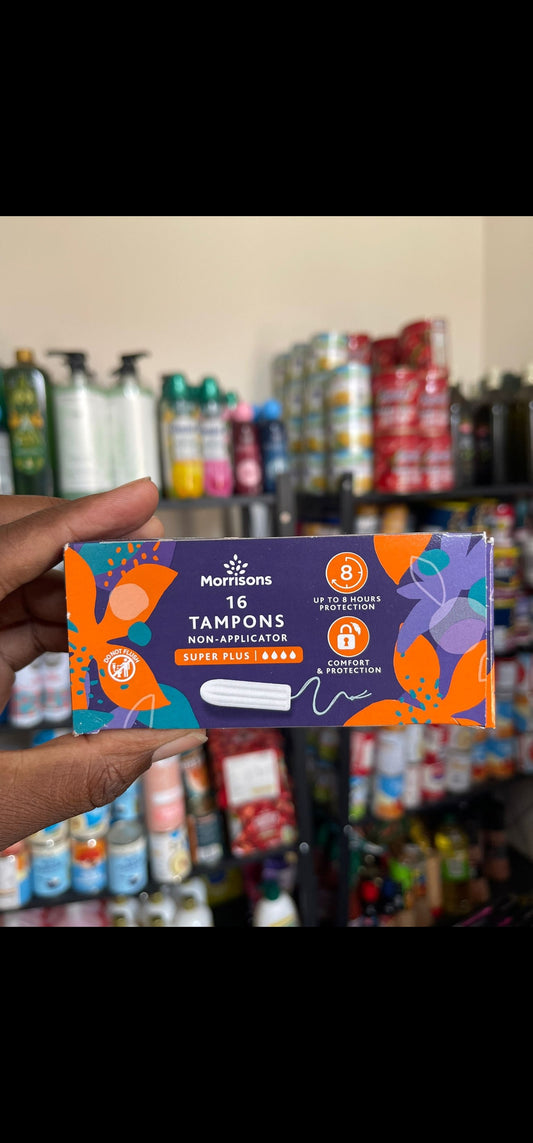 Morrisons
16
TAMPONS
NON-APPLICATOR
SUPER PLUS
8
UP TO 8 HOURS
PROTECTION
COMFORT
& PROTECTION
DO NOT FLUSH